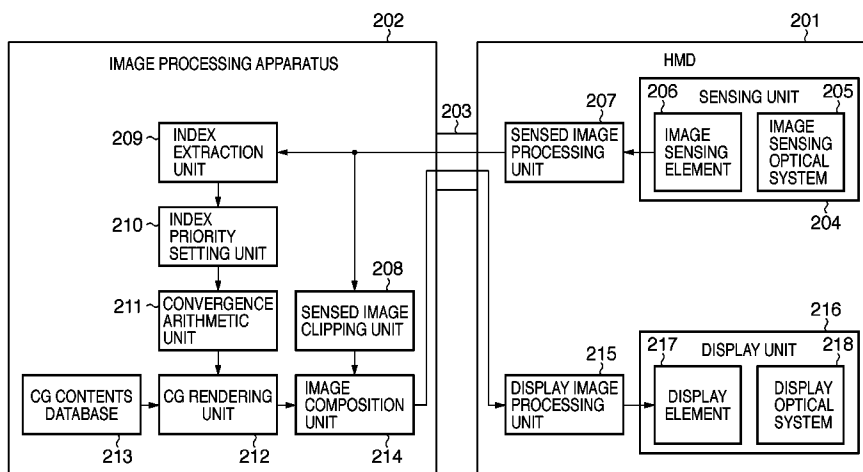 202
201
IMAGE PROCESSING APPARATUS
HMD
209
INDEX
EXTRACTION
UNIT
203
207
SENSED IMAGE
PROCESSING
UNIT
206
SENSING UNIT
205
IMAGE
SENSING
ELEMENT
IMAGE
SENSING
OPTICAL
SYSTEM
204
210
INDEX
PRIORITY
SETTING UNIT
211
CONVERGENCE
ARITHMETIC
UNIT
208
SENSED IMAGE
CLIPPING UNIT
CG CONTENTS
DATABASE
213
CG RENDERING
UNIT
212
IMAGE
COMPOSITION
UNIT
214
215
DISPLAY IMAGE
PROCESSING
UNIT
216
217
DISPLAY UNIT
218
DISPLAY
ELEMENT
DISPLAY
OPTICAL
SYSTEM